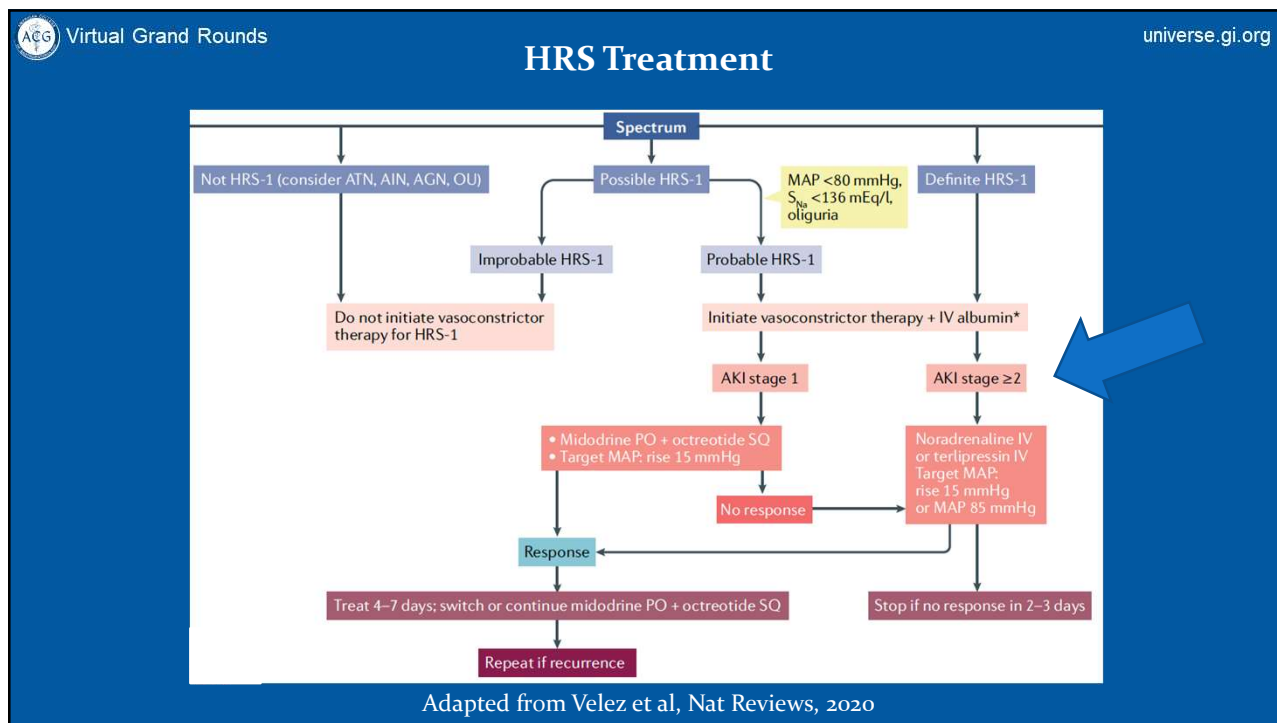 ACG Virtual Grand Rounds
universe.gi.org
HRS Treatment
Spectrum
Not HRS-1 (consider ATN, AIN, AGN, OU)
Possible HRS-1
MAP <80 mmHg,
SNa <136 mEq/l,
oliguria
Definite HRS-1
Improbable HRS-1
Probable HRS-1
Do not initiate vasoconstrictor
therapy for HRS-1
Initiate vasoconstrictor therapy + IV albumin*
AKI stage 1
AKI stage ≥2
• Midodrine PO + octreotide SQ
• Target MAP: rise 15 mmHg
Noradrenaline IV
or terlipressin IV
Target MAP:
rise 15 mmHg
or MAP 85 mmHg
No response
Response
Treat 4–7 days; switch or continue midodrine PO + octreotide SQ
Stop if no response in 2–3 days
Repeat if recurrence
Adapted from Velez et al, Nat Reviews, 2020